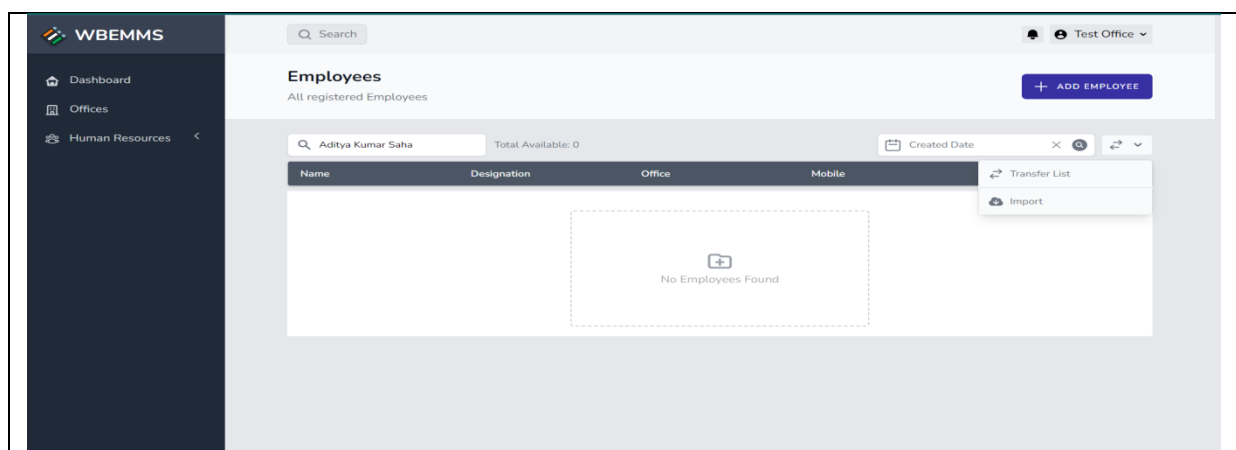 WBEMMS
Search
Test Office
Dashboard
Offices
Human Resources
Employees
All registered Employees
ADD EMPLOYEE
Aditya Kumar Saha
Total Available: 0
Created Date
Name Designation Office Mobile
Transfer List
Import
No Employees Found